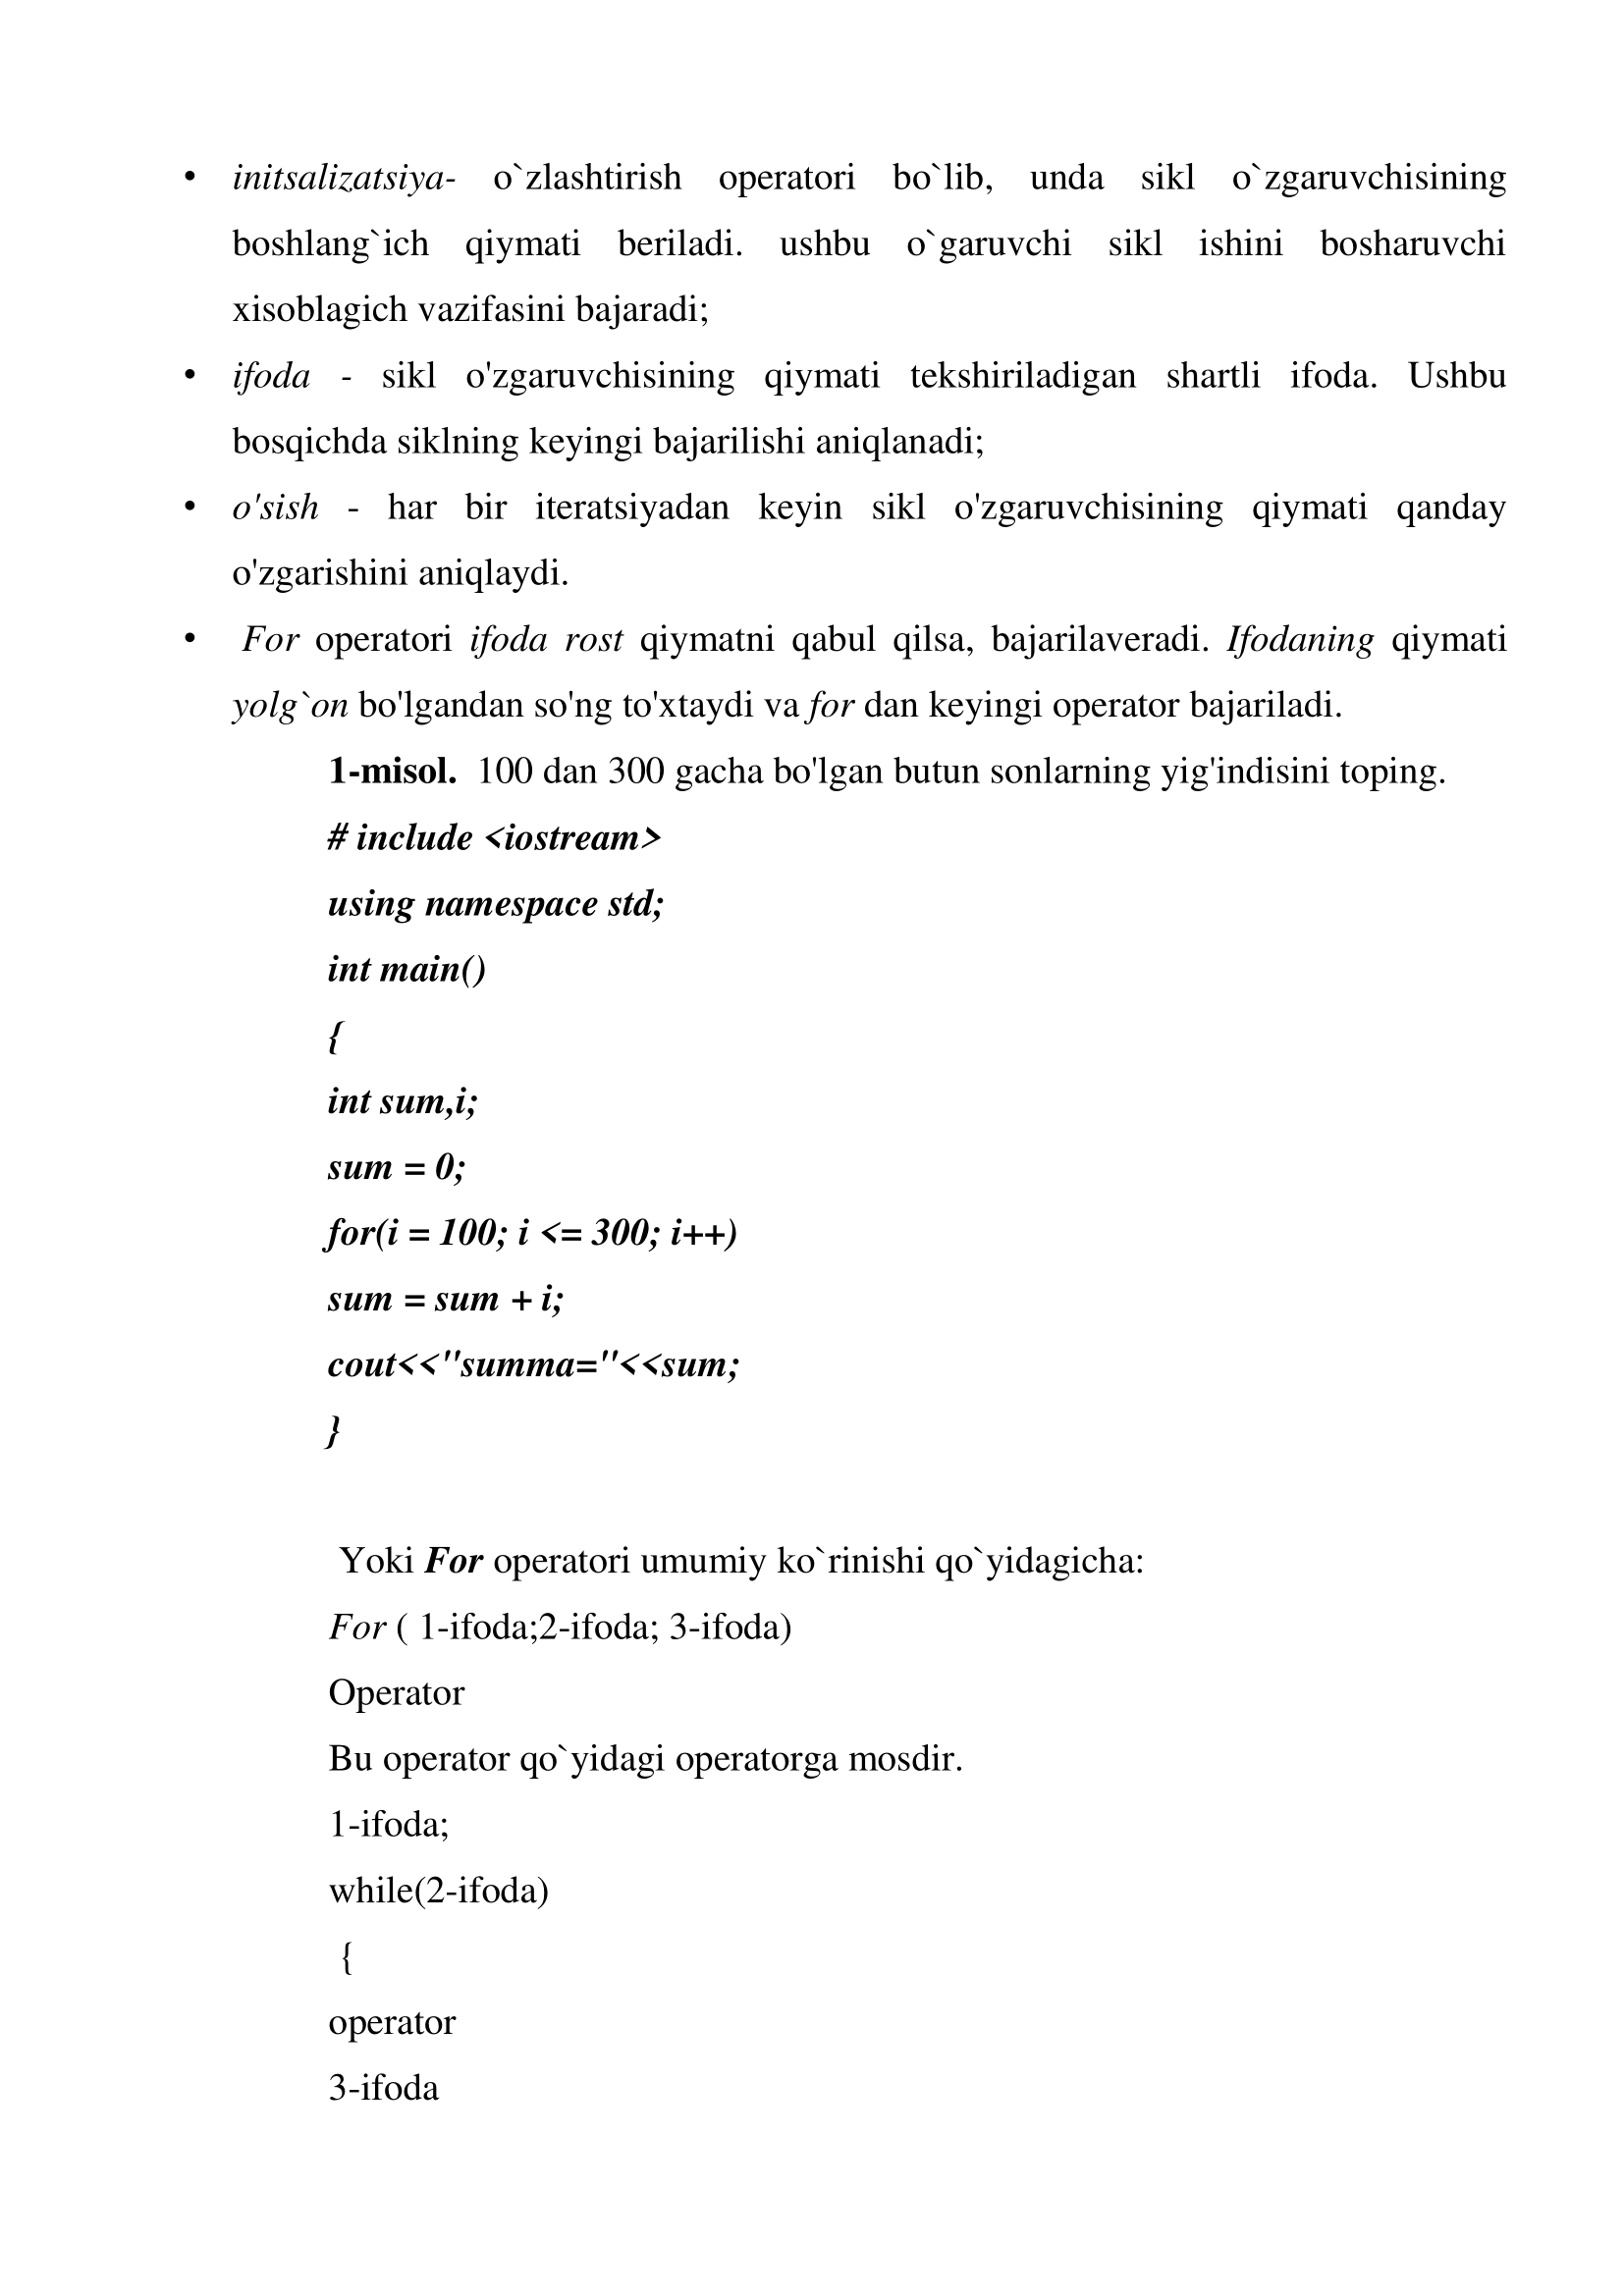 • initsalizatsiya- o`zlashtirish operatori bo`lib, unda sikl o`zgaruvchisining
boshlang`ich qiymati beriladi. ushbu o`garuvchi sikl ishini bosharuvchi
xisoblagich vazifasini bajaradi;
• ifoda - sikl o'zgaruvchisining qiymati tekshiriladigan shartli ifoda. Ushbu
bosqichda siklning keyingi bajarilishi aniqlanadi;
• o'sish - har bir iteratsiyadan keyin sikl o'zgaruvchisining qiymati qanday
o'zgarishini aniqlaydi.
• For operatori ifoda rost qiymatni qabul qilsa, bajarilaveradi. Ifodaning qiymati
yolg`on bo'lgandan so'ng to'xtaydi va for dan keyingi operator bajariladi.
1-misol. 100 dan 300 gacha bo'lgan butun sonlarning yig'indisini toping.
# include <iostream>
using namespace std;
int main()
{
int sum,i;
sum = 0;
for(i = 100; i <= 300; i++)
sum = sum + i;
cout<<"summa="<<sum;
}
Yoki For operatori umumiy ko`rinishi qo`yidagicha:
For ( 1-ifoda;2-ifoda; 3-ifoda)
Operator
Bu operator qo`yidagi operatorga mosdir.
1-ifoda;
while(2-ifoda)
{
operator
3-ifoda